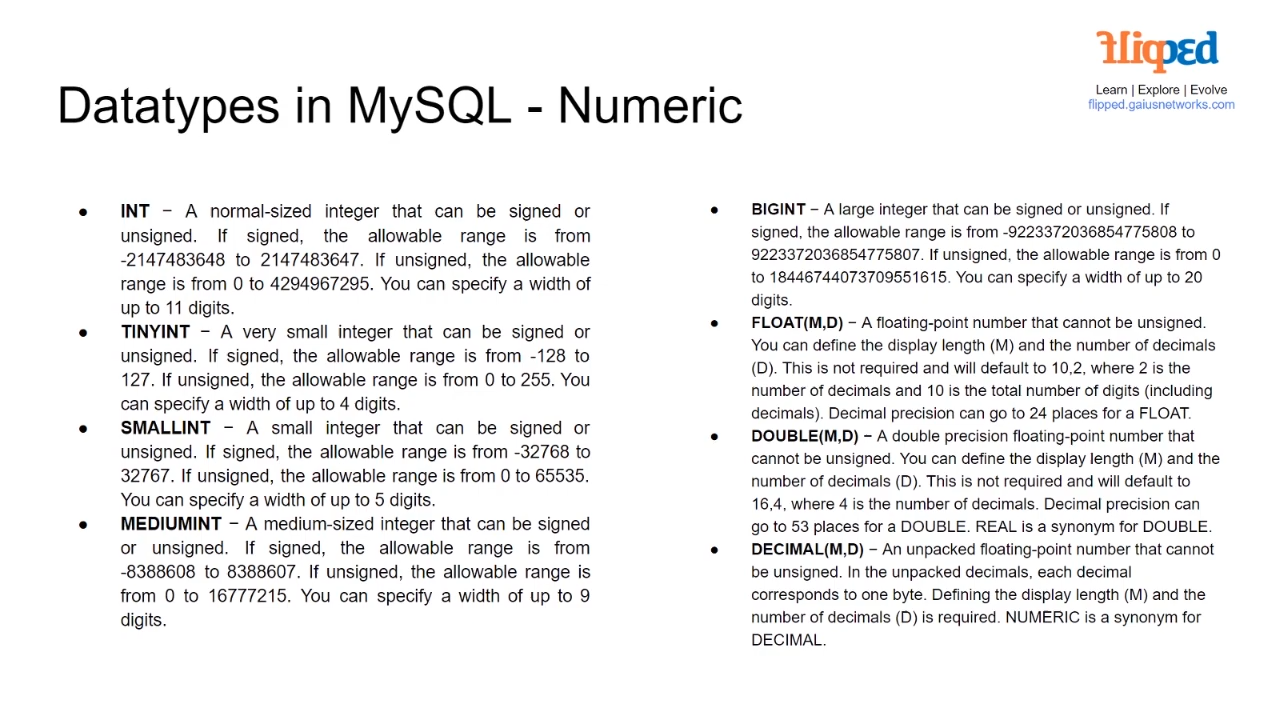 flipped
Learn | Explore | Evolve
flipped.gaiusnetworks.com
Datatypes in MySQL - Numeric
● INT − A normal-sized integer that can be signed or
unsigned. If signed, the allowable range is from
-2147483648 to 2147483647. If unsigned, the allowable
range is from 0 to 4294967295. You can specify a width of
up to 11 digits.
● TINYINT − A very small integer that can be signed or
unsigned. If signed, the allowable range is from -128 to
127. If unsigned, the allowable range is from 0 to 255. You
can specify a width of up to 4 digits.
● SMALLINT − A small integer that can be signed or
unsigned. If signed, the allowable range is from -32768 to
32767. If unsigned, the allowable range is from 0 to 65535.
You can specify a width of up to 5 digits.
● MEDIUMINT − A medium-sized integer that can be signed
or unsigned. If signed, the allowable range is from
-8388608 to 8388607. If unsigned, the allowable range is
from 0 to 16777215. You can specify a width of up to 9
digits.
● BIGINT − A large integer that can be signed or unsigned. If
signed, the allowable range is from -9223372036854775808 to
9223372036854775807. If unsigned, the allowable range is from 0
to 18446744073709551615. You can specify a width of up to 20
digits.
● FLOAT(M,D) − A floating-point number that cannot be unsigned.
You can define the display length (M) and the number of decimals
(D). This is not required and will default to 10,2, where 2 is the
number of decimals and 10 is the total number of digits (including
decimals). Decimal precision can go to 24 places for a FLOAT.
● DOUBLE(M,D) − A double precision floating-point number that
cannot be unsigned. You can define the display length (M) and the
number of decimals (D). This is not required and will default to
16,4, where 4 is the number of decimals. Decimal precision can
go to 53 places for a DOUBLE. REAL is a synonym for DOUBLE.
● DECIMAL(M,D) − An unpacked floating-point number that cannot
be unsigned. In the unpacked decimals, each decimal
corresponds to one byte. Defining the display length (M) and the
number of decimals (D) is required. NUMERIC is a synonym for
DECIMAL.